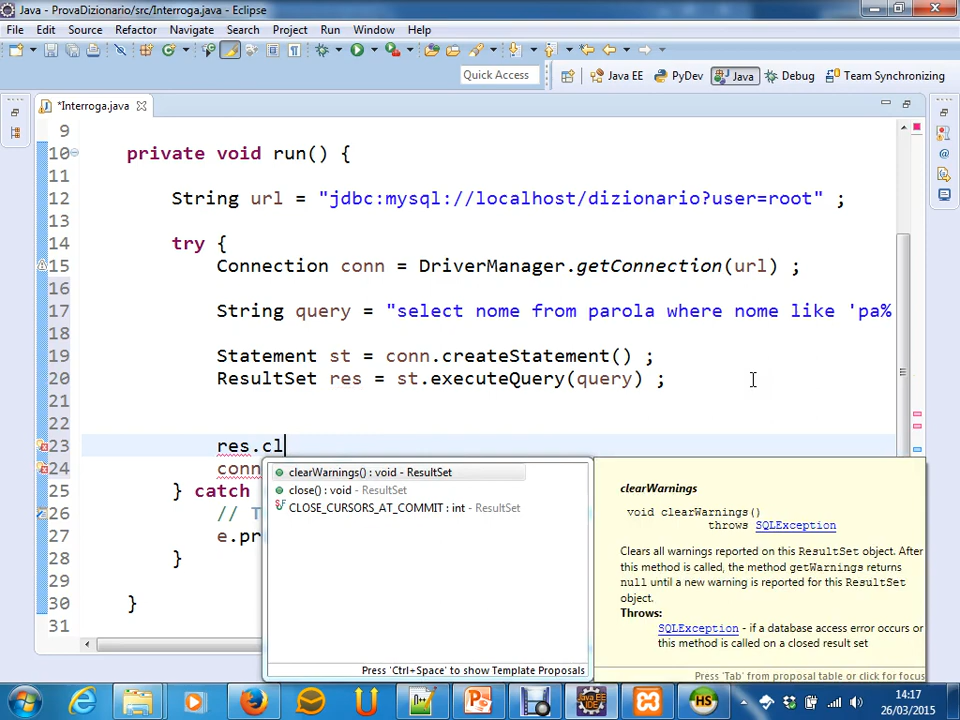 Java - ProvaDizionario/src/Interroga.java - Eclipse
File Edit Source Refactor Navigate Search Project Run Window Help
Quick Access Java EE PyDev Java Debug Team Synchronizing
*Interroga.java
9
10 private void run() {
11
12 String url = "jdbc:mysql://localhost/dizionario?user=root" ;
13
14 try {
15 Connection conn = DriverManager.getConnection(url) ;
16
17 String query = "select nome from parola where nome like 'pa%
18
19 Statement st = conn.createStatement() ;
20 ResultSet res = st.executeQuery(query) ;
21
22
23 res.cl
24 conn
25 } catch
26 // T
27 e.pr
28 }
29
30 }
31
clearWarnings() : void - ResultSet
close() : void - ResultSet
CLOSE_CURSORS_AT_COMMIT : int - ResultSet
Press 'Ctrl+Space' to show Template Proposals
clearWarnings
void clearWarnings()
throws SQLException
Clears all warnings reported on this ResultSet object. After
this method is called, the method getWarnings returns
null until a new warning is reported for this ResultSet
object.
Throws:
SQLException - if a database access error occurs or
this method is called on a closed result set
Press 'Tab' from proposal table or click for focus
14:17
26/03/2015